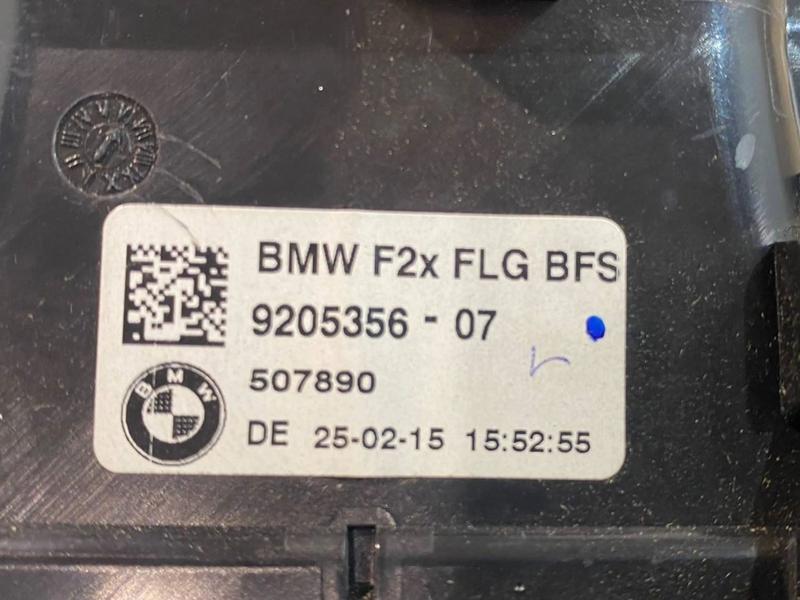 BMW F2x FLG BFS
9205356 - 07
507890
BMW
DE 25-02-15 15:52:55